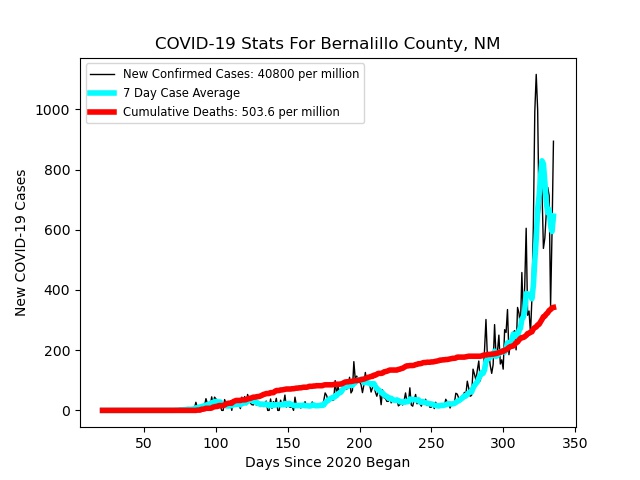 COVID-19 Stats For Bernalillo County, NM
New Confirmed Cases: 40800 per million
7 Day Case Average
Cumulative Deaths: 503.6 per million
New COVID-19 Cases
1000
800
600
400
200
0
50 100 150 200 250 300 350
Days Since 2020 Began